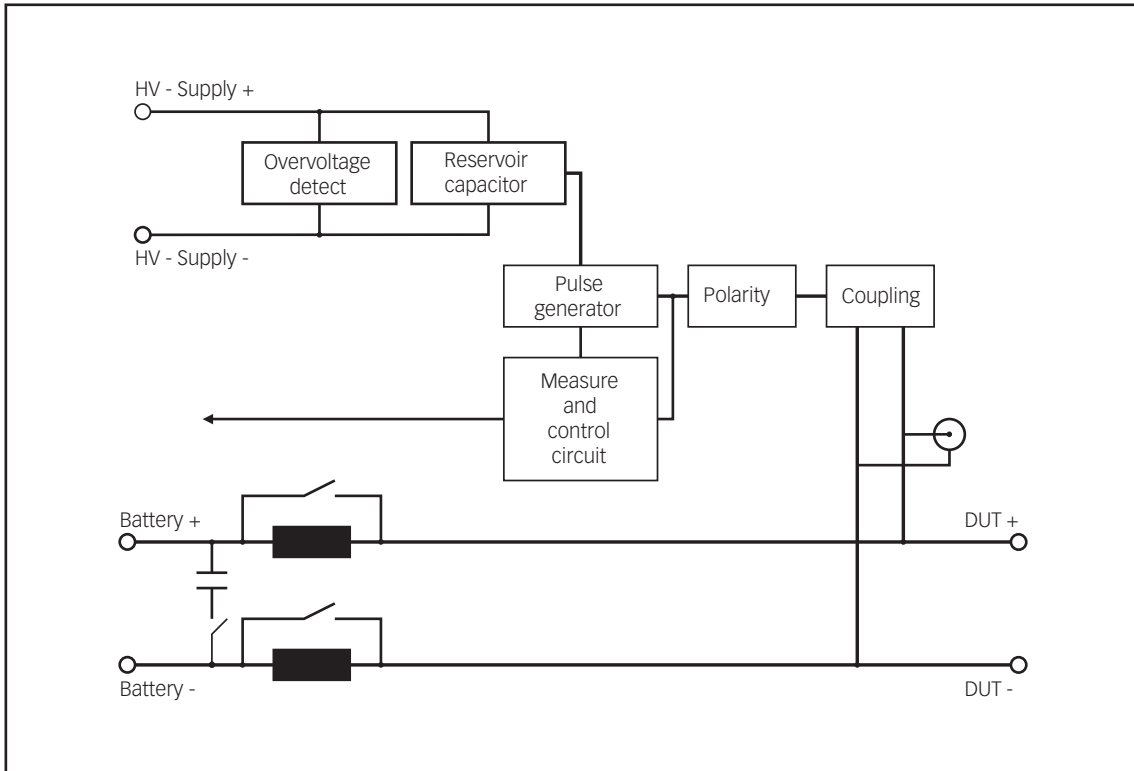 HV - Supply +
Overvoltage
detect
Reservoir
capacitor
HV - Supply -
Pulse
generator
Polarity
Coupling
Measure
and
control
circuit
Battery +
DUT +
Battery -
DUT -